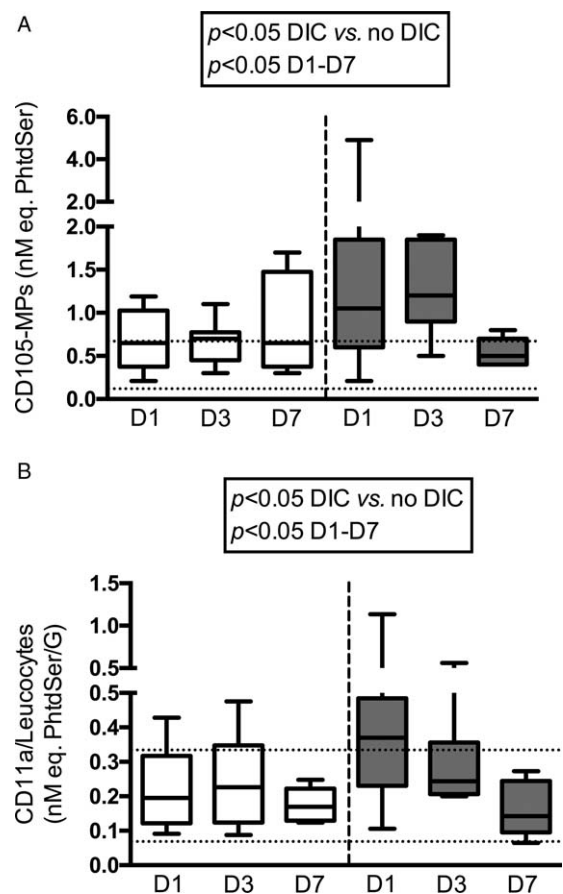 A
p<0.05 DIC vs. no DIC
p<0.05 D1-D7
CD105-MPs (nM eq. PhtdSer)
6.0
4.0
2.0
2.0
1.5
1.0
0.5
0.0
D1 D3 D7 D1 D3 D7
B
p<0.05 DIC vs. no DIC
p<0.05 D1-D7
CD11a/Leucocytes
(nM eq. PhtdSer/G)
1.5
1.0
0.5
0.5
0.4
0.3
0.2
0.1
0.0
D1 D3 D7 D1 D3 D7